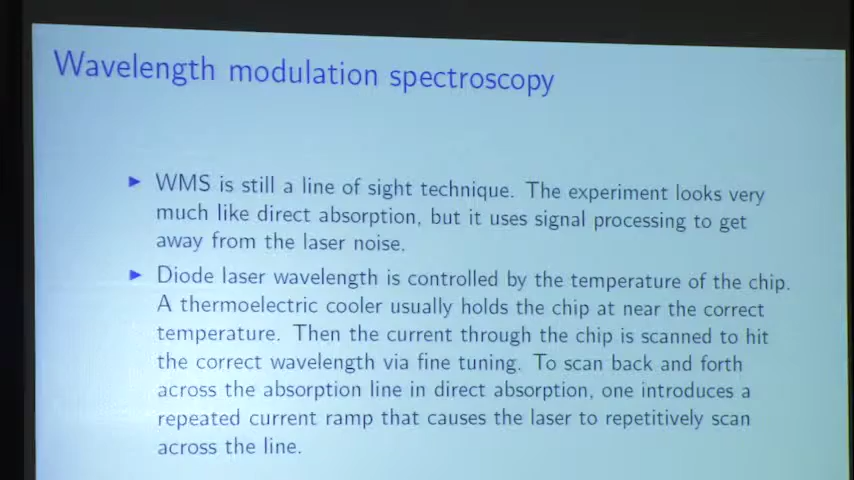 Wavelength modulation spectroscopy
▶ WMS is still a line of sight technique. The experiment looks very
much like direct absorption, but it uses signal processing to get
away from the laser noise.
▶ Diode laser wavelength is controlled by the temperature of the chip.
A thermoelectric cooler usually holds the chip at near the correct
temperature. Then the current through the chip is scanned to hit
the correct wavelength via fine tuning. To scan back and forth
across the absorption line in direct absorption, one introduces a
repeated current ramp that causes the laser to repetitively scan
across the line.